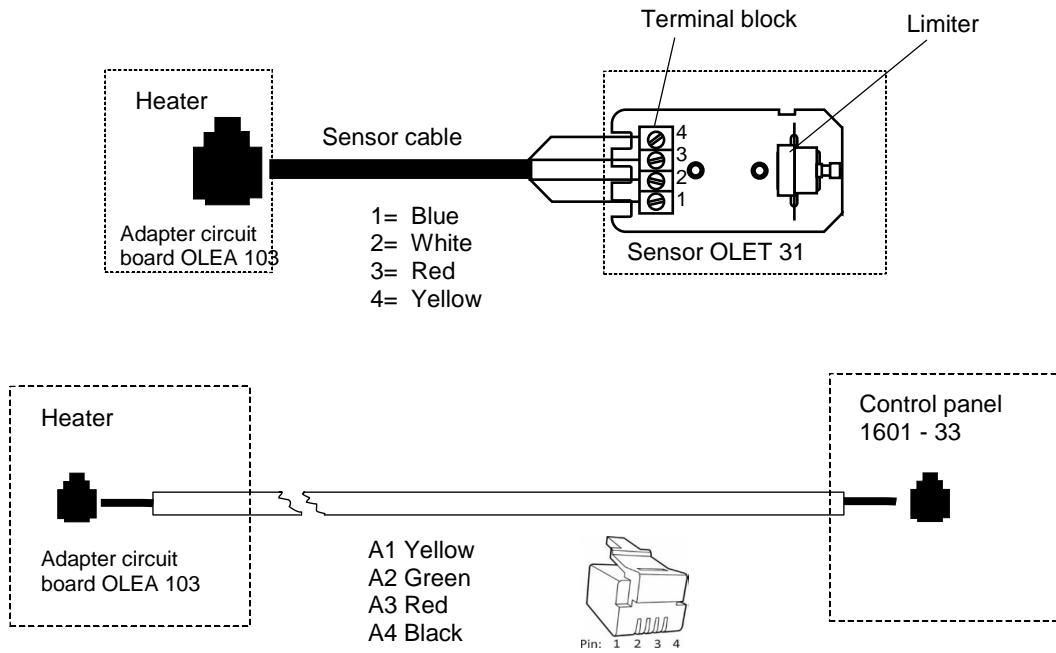 Terminal block
Limiter
Heater
Sensor cable
4
3
2
1
Adapter circuit
board OLEA 103
1= Blue
2= White
3= Red
4= Yellow
Sensor OLET 31
Heater
Control panel
1601 - 33
Adapter circuit
board OLEA 103
A1 Yellow
A2 Green
A3 Red
A4 Black
Pin: 1 2 3 4